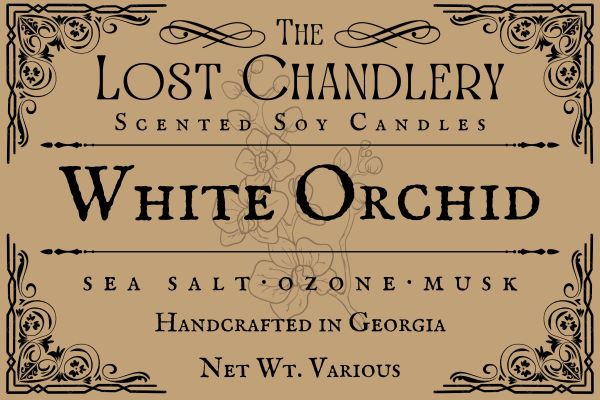 The
Lost Chandlery
Scented Soy Candles
White Orchid
SEA SALT·OZONE·MUSK
Handcrafted in Georgia
Net Wt. Various